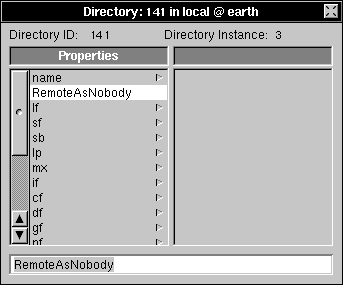 Directory: 141 in local @ earth
Directory ID: 141 Directory Instance: 3
Properties
name
RemoteAsNobody
lf
sf
sb
lp
mx
if
cf
df
gf
nf
RemoteAsNobody